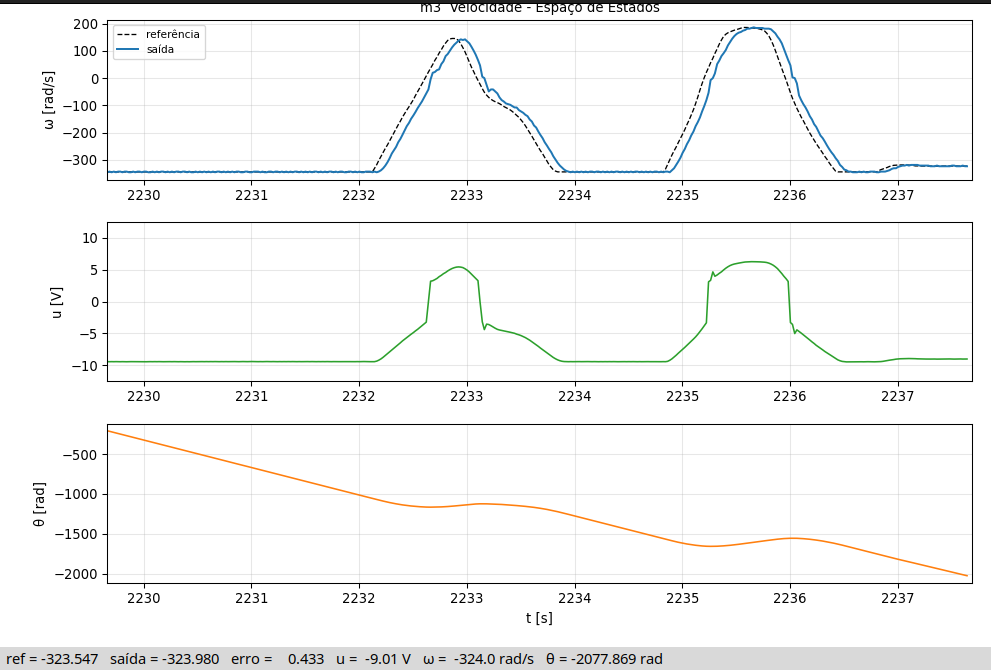 m3 Velocidade - Espaço de Estados
200
100
0
−100
−200
−300
ω [rad/s]
referência
saída
2230 2231 2232 2233 2234 2235 2236 2237
10
5
0
−5
−10
u [V]
2230 2231 2232 2233 2234 2235 2236 2237
−500
−1000
−1500
−2000
θ [rad]
2230 2231 2232 2233 2234 2235 2236 2237
t [s]
ref = -323.547 saída = -323.980 erro = 0.433 u = -9.01 V ω = -324.0 rad/s θ = -2077.869 rad